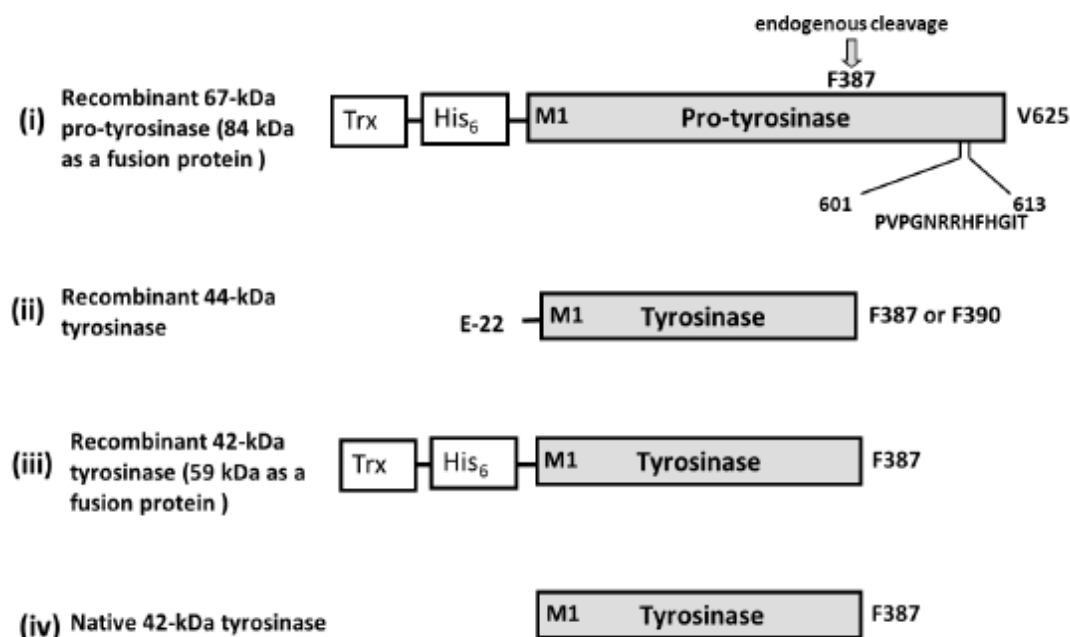 endogenous cleavage
F387
(i) Recombinant 67-kDa
pro-tyrosinase (84 kDa
as a fusion protein )
Trx His₆ M1 Pro-tyrosinase V625
601 613
PVPGNRRHFHGIT
(ii) Recombinant 44-kDa
tyrosinase
E-22 M1 Tyrosinase F387 or F390
(iii) Recombinant 42-kDa
tyrosinase (59 kDa as a
fusion protein )
Trx His₆ M1 Tyrosinase F387
(iv) Native 42-kDa tyrosinase M1 Tyrosinase F387